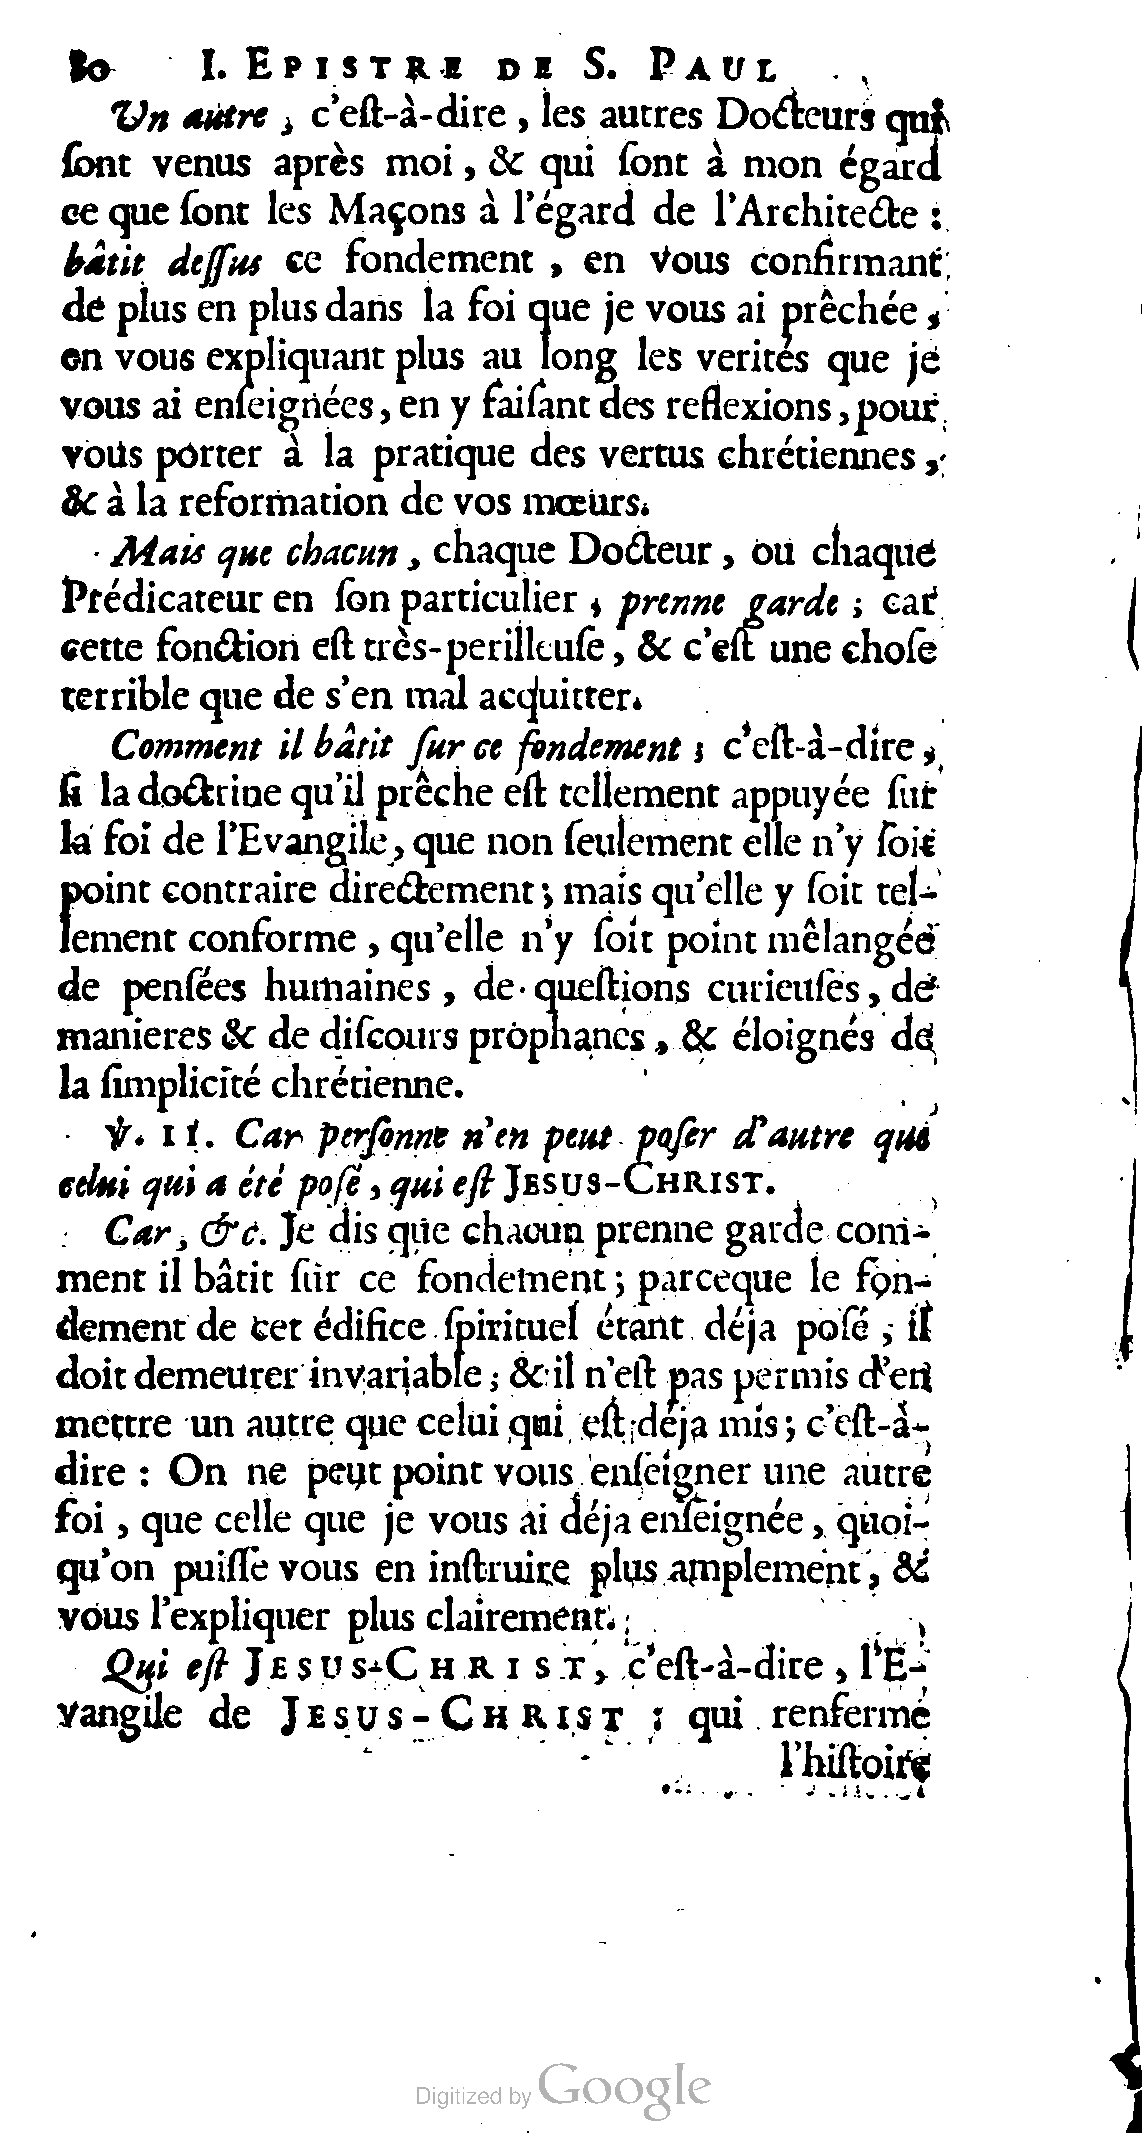 80 I. EPISTRE DE S. PAUL
Un autre, c'eſt-à-dire, les autres Docteurs qui
ſont venus après moi, & qui ſont à mon égard
ce que ſont les Maçons à l'égard de l'Architecte :
bâtit deſſus ce fondement, en vous confirmant
de plus en plus dans la foi que je vous ai prêchée,
en vous expliquant plus au long les verités que je
vous ai enſeignées, en y faiſant des reflexions, pour
vous porter à la pratique des vertus chrétiennes,
& à la reformation de vos mœurs.
Mais que chacun, chaque Docteur, ou chaque
Prédicateur en ſon particulier, prenne garde ; car
cette fonction eſt très-perilleuſe, & c'eſt une choſe
terrible que de s'en mal acquitter.
Comment il bâtit ſur ce fondement ; c'eſt-à-dire,
ſi la doctrine qu'il prêche eſt tellement appuyée ſur
la foi de l'Evangile, que non ſeulement elle n'y ſoit
point contraire directement ; mais qu'elle y ſoit tel-
lement conforme, qu'elle n'y ſoit point mêlangée
de penſées humaines, de queſtions curieuſes, de
manieres & de diſcours prophanes, & éloignés de
la ſimplicité chrétienne.
℣. 11. Car perſonne n'en peut poſer d'autre que
celui qui a été poſé, qui eſt JESUS-CHRIST.
Car, &c. Je dis que chacun prenne garde com-
ment il bâtit ſur ce fondement ; parceque le fon-
dement de cet édifice ſpirituel étant déja poſé, il
doit demeurer invariable ; & il n'eſt pas permis d'en
mettre un autre que celui qui eſt déja mis ; c'eſt-à-
dire : On ne peut point vous enſeigner une autre
foi, que celle que je vous ai déja enſeignée, quoi-
qu'on puiſſe vous en inſtruire plus amplement, &
vous l'expliquer plus clairement.
Qui eſt JESUS-CHRIST, c'eſt-à-dire, l'E-
vangile de JESUS-CHRIST : qui renferme
l'hiſtoire
Digitized by Google